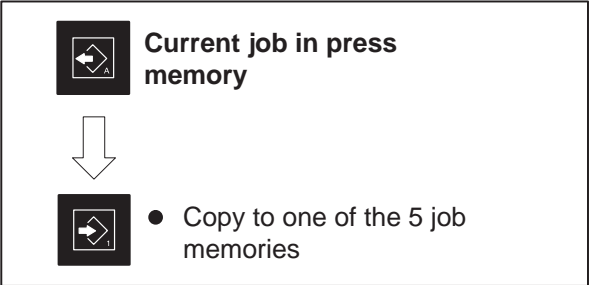 Current job in press
memory
A
● Copy to one of the 5 job
memories
1